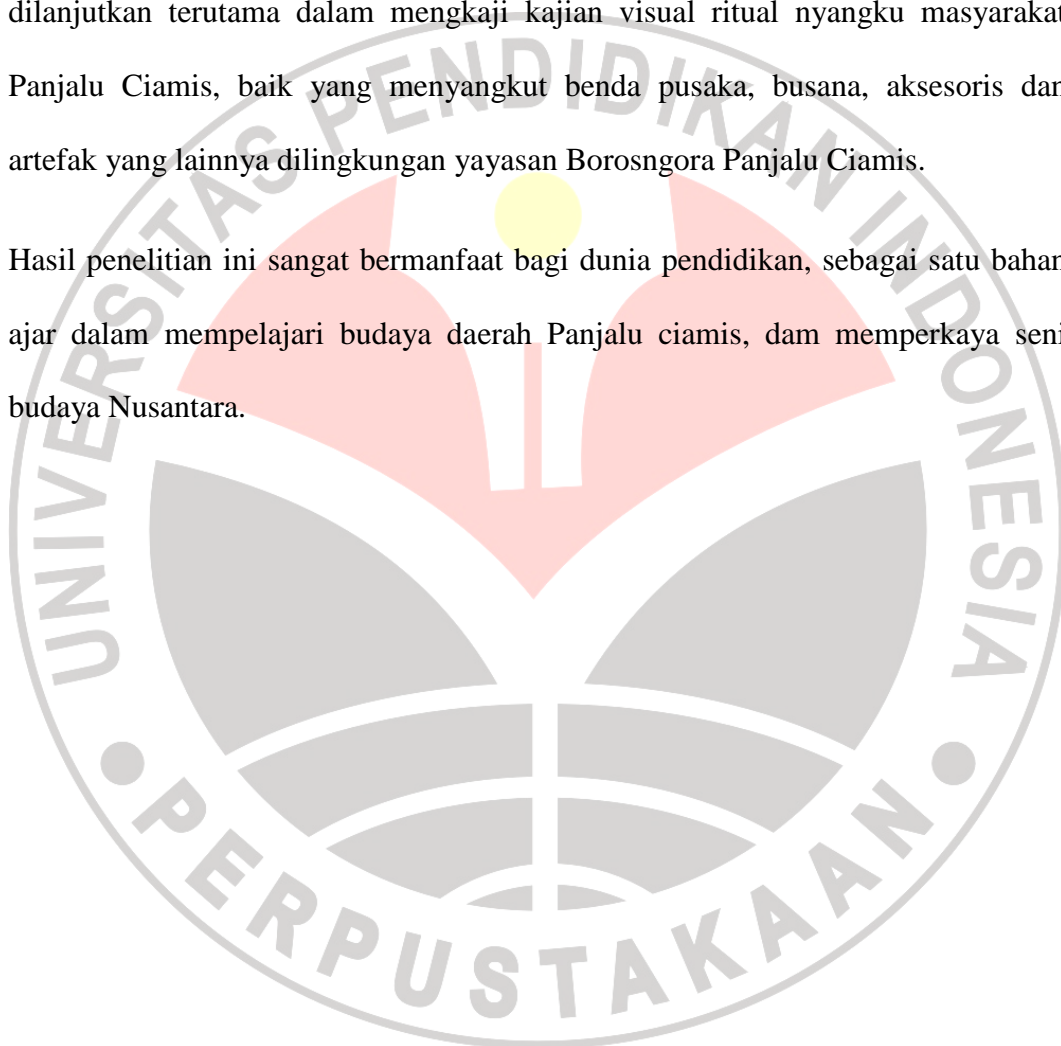 dilanjutkan terutama dalam mengkaji kajian visual ritual nyangku masyarakat
Panjalu Ciamis, baik yang menyangkut benda pusaka, busana, aksesoris dan
artefak yang lainnya dilingkungan yayasan Borosngora Panjalu Ciamis.
Hasil penelitian ini sangat bermanfaat bagi dunia pendidikan, sebagai satu bahan
ajar dalam mempelajari budaya daerah Panjalu ciamis, dam memperkaya seni
budaya Nusantara.
UNIVERSITAS PENDIDIKAN INDONESIA
PERPUSTAKAAN